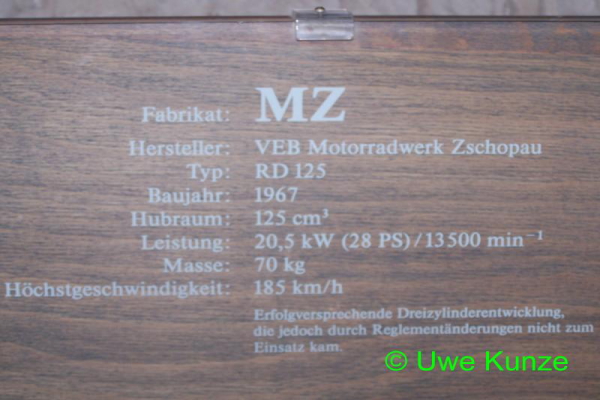 Fabrikat: MZ
Hersteller: VEB Motorradwerk Zschopau
Typ: RD 125
Baujahr: 1967
Hubraum: 125 cm³
Leistung: 20,5 kW (28 PS)/13500 min⁻¹
Masse: 70 kg
Höchstgeschwindigkeit: 185 km/h
Erfolgversprechende Dreizylinderentwicklung,
die jedoch durch Reglementänderungen nicht zum
Einsatz kam.
© Uwe Kunze